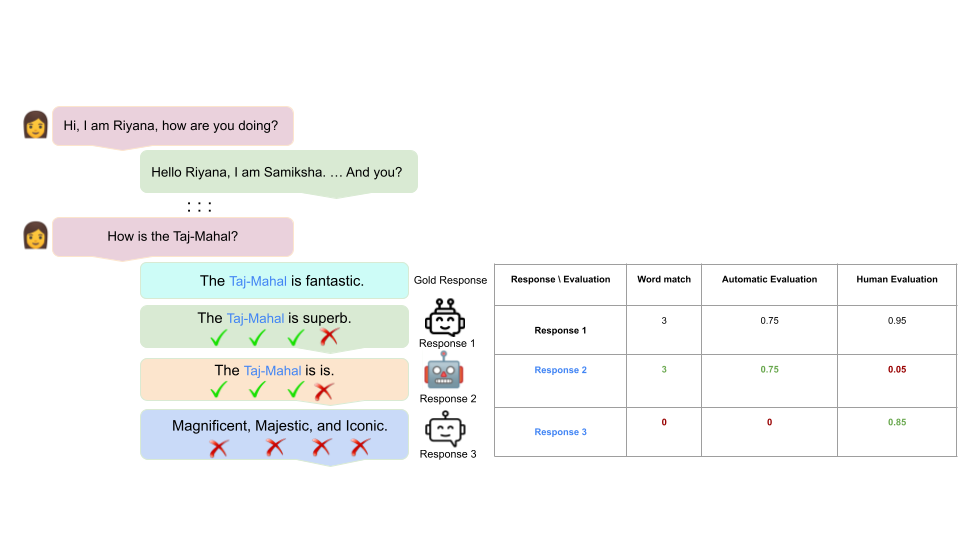 Hi, I am Riyana, how are you doing?
Hello Riyana, I am Samiksha. … And you?
: : :
How is the Taj-Mahal?
The Taj-Mahal is fantastic.
Gold Response
The Taj-Mahal is superb.
Response 1
The Taj-Mahal is is.
Response 2
Magnificent, Majestic, and Iconic.
Response 3
Response \ Evaluation Word match Automatic Evaluation Human Evaluation
Response 1 3 0.75 0.95
Response 2 3 0.75 0.05
Response 3 0 0 0.85